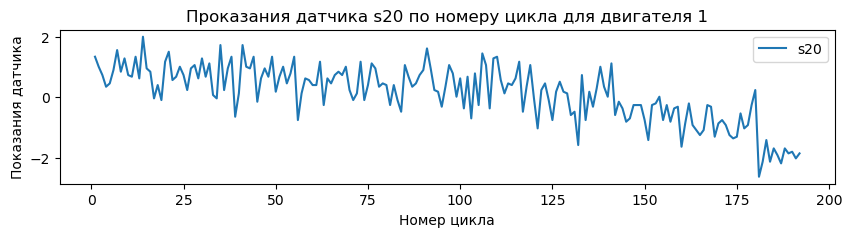 Проказания датчика s20 по номеру цикла для двигателя 1
Показания датчика
2
0
−2
s20
0 25 50 75 100 125 150 175 200
Номер цикла